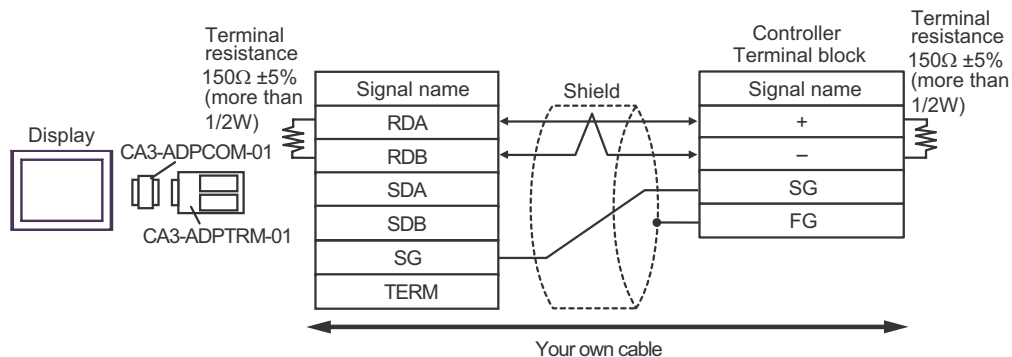 Terminal
resistance
150Ω ±5%
(more than
1/2W)
Display
CA3-ADPCOM-01
CA3-ADPTRM-01
Signal name
RDA
RDB
SDA
SDB
SG
TERM
Shield
Controller
Terminal block
Signal name
+
–
SG
FG
Terminal
resistance
150Ω ±5%
(more than
1/2W)
Your own cable